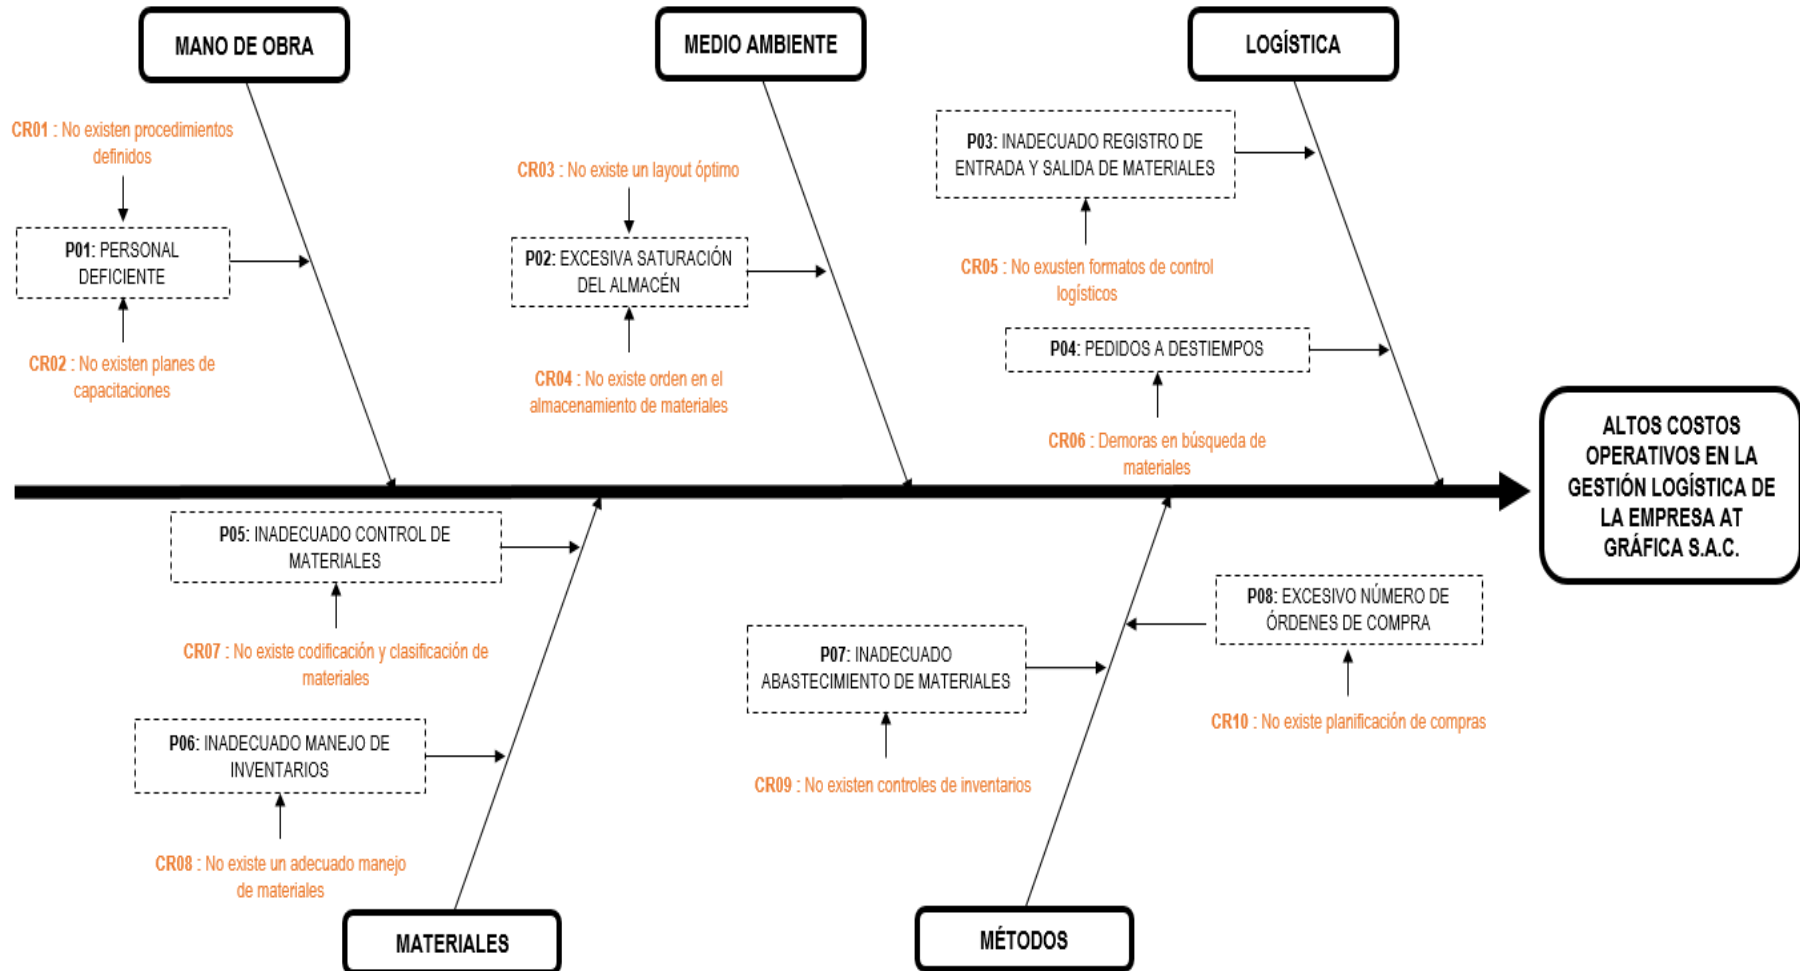 MANO DE OBRA
MEDIO AMBIENTE
LOGÍSTICA
CR01 : No existen procedimientos
definidos
P01: PERSONAL
DEFICIENTE
CR02 : No existen planes de
capacitaciones
CR03 : No existe un layout óptimo
P02: EXCESIVA SATURACIÓN
DEL ALMACÉN
CR04 : No existe orden en el
almacenamiento de materiales
P03: INADECUADO REGISTRO DE
ENTRADA Y SALIDA DE MATERIALES
CR05 : No exusten formatos de control
logísticos
P04: PEDIDOS A DESTIEMPOS
CR06 : Demoras en búsqueda de
materiales
ALTOS COSTOS
OPERATIVOS EN LA
GESTIÓN LOGÍSTICA DE
LA EMPRESA AT
GRÁFICA S.A.C.
P05: INADECUADO CONTROL DE
MATERIALES
CR07 : No existe codificación y clasificación de
materiales
P06: INADECUADO MANEJO DE
INVENTARIOS
CR08 : No existe un adecuado manejo
de materiales
P07: INADECUADO
ABASTECIMIENTO DE MATERIALES
CR09 : No existen controles de inventarios
P08: EXCESIVO NÚMERO DE
ÓRDENES DE COMPRA
CR10 : No existe planificación de compras
MATERIALES
MÉTODOS